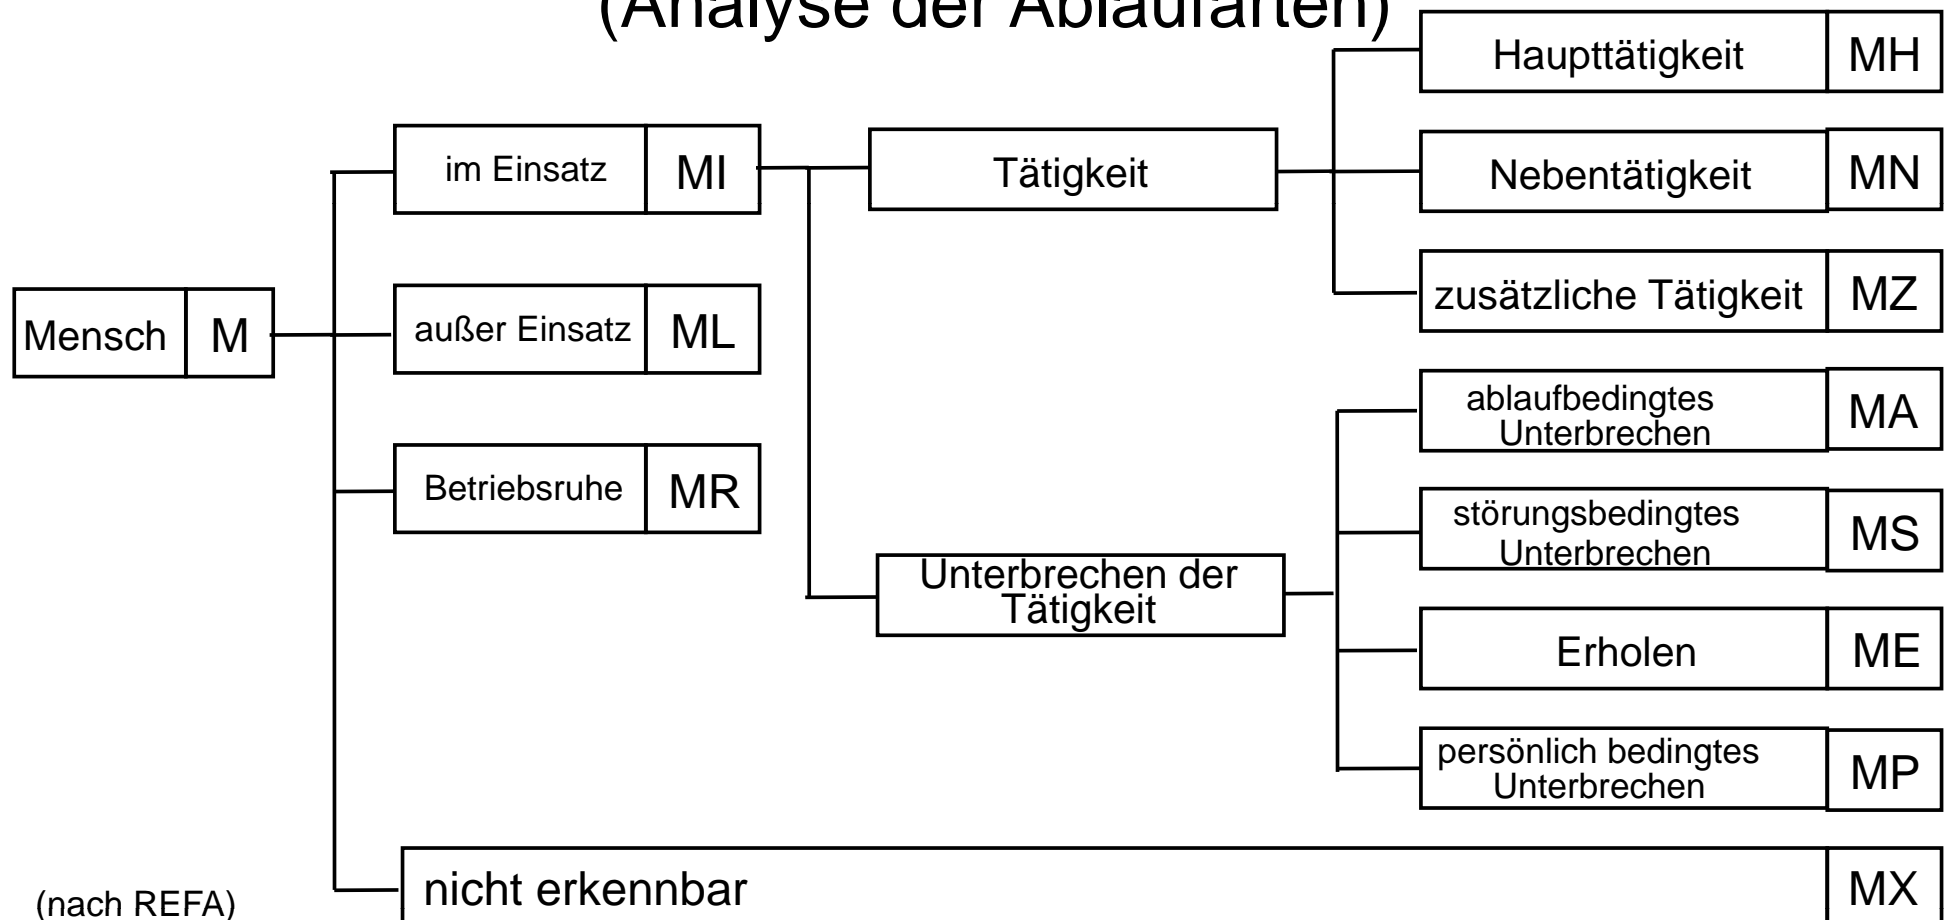 (Analyse der Ablaufarten)
Haupttätigkeit MH
im Einsatz MI
Tätigkeit
Nebentätigkeit MN
zusätzliche Tätigkeit MZ
Mensch M
außer Einsatz ML
ablaufbedingtes
Unterbrechen
MA
Betriebsruhe MR
störungsbedingtes
Unterbrechen
MS
Unterbrechen der
Tätigkeit
Erholen ME
persönlich bedingtes
Unterbrechen
MP
nicht erkennbar MX
(nach REFA)